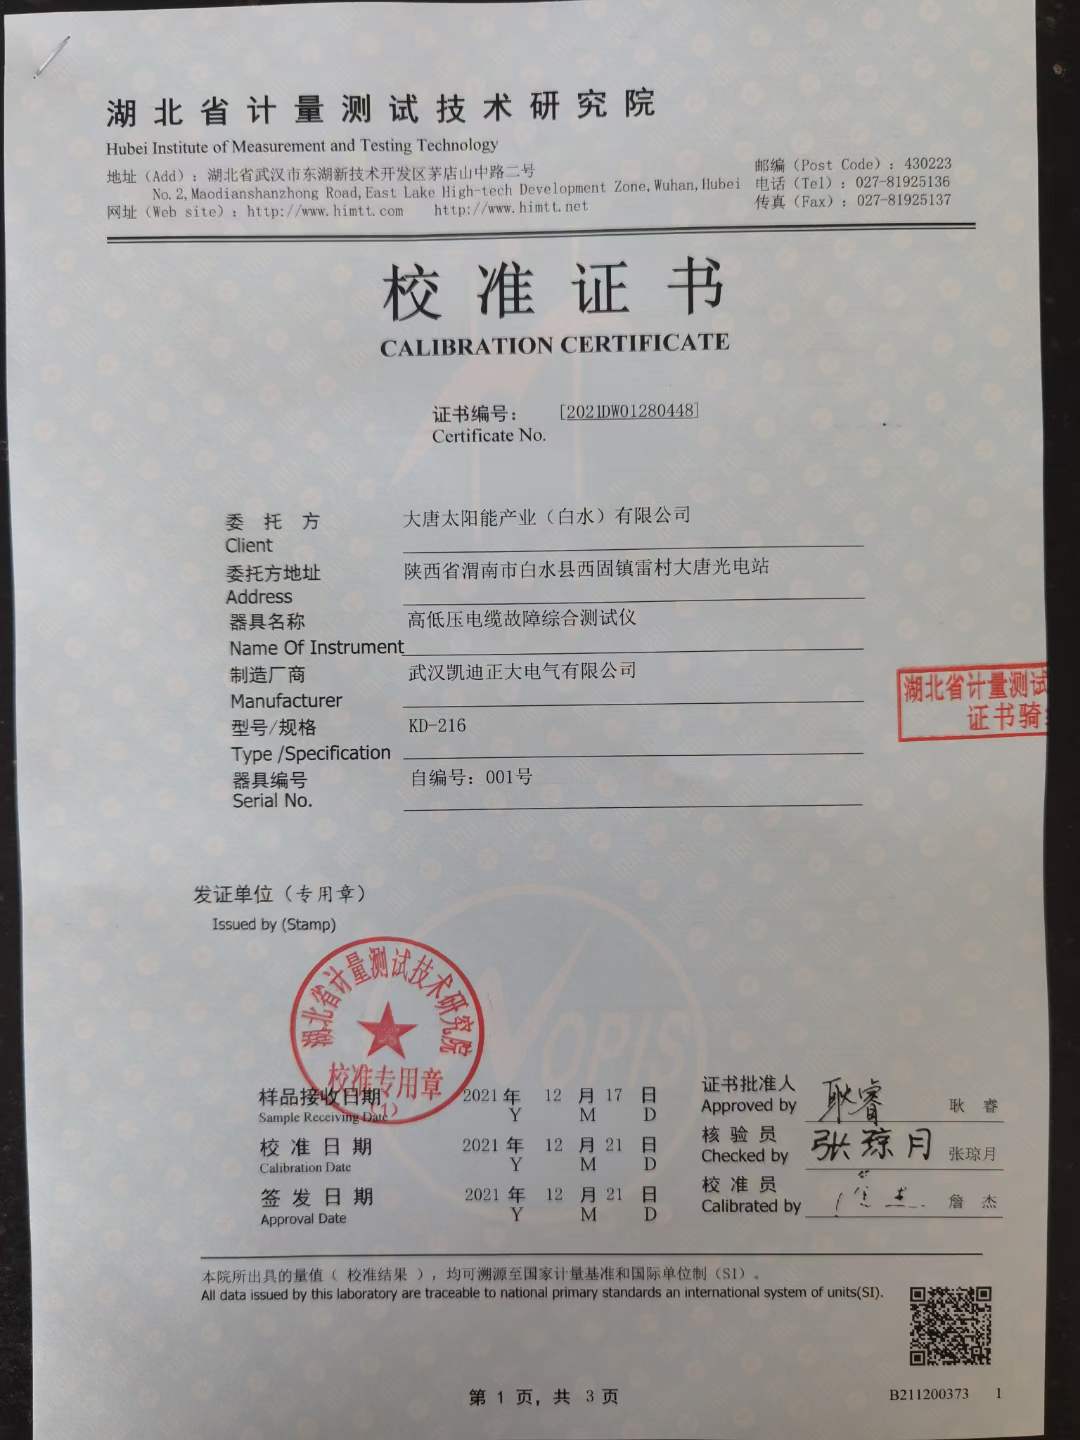 湖北省计量测试技术研究院
Hubei Institute of Measurement and Testing Technology
地址（Add）：湖北省武汉市东湖新技术开发区茅店山中路二号
No.2,Maodianshanzhong Road,East Lake High-tech Development Zone,Wuhan,Hubei
网址（Web site）：http://www.himtt.com http://www.himtt.net
邮编（Post Code）：430223
电话（Tel）：027-81925136
传真（Fax）：027-81925137
校准证书
CALIBRATION CERTIFICATE
证书编号： [2021DW01280448]
Certificate No.
委托方 大唐太阳能产业（白水）有限公司
Client
委托方地址 陕西省渭南市白水县西固镇雷村大唐光电站
Address
器具名称 高低压电缆故障综合测试仪
Name Of Instrument
制造厂商 武汉凯迪正大电气有限公司
Manufacturer
型号/规格 KD-216
Type /Specification
器具编号 自编号：001号
Serial No.
湖北省计量测试
证书骑
发证单位（专用章）
Issued by (Stamp)
湖北省计量测试技术研究院
校准专用章
（1）
NOPIS
样品接收日期 2021 年 12 月 17 日
Sample Receiving Date Y M D
校准日期 2021 年 12 月 21 日
Calibration Date Y M D
签发日期 2021 年 12 月 21 日
Approval Date Y M D
证书批准人 耿睿 耿睿
Approved by
核验员 张琼月 张琼月
Checked by
校准员 詹杰
Calibrated by
本院所出具的量值（校准结果），均可溯源至国家计量基准和国际单位制（SI）。
All data issued by this laboratory are traceable to national primary standards an international system of units(SI).
第 1 页，共 3 页
B211200373 1